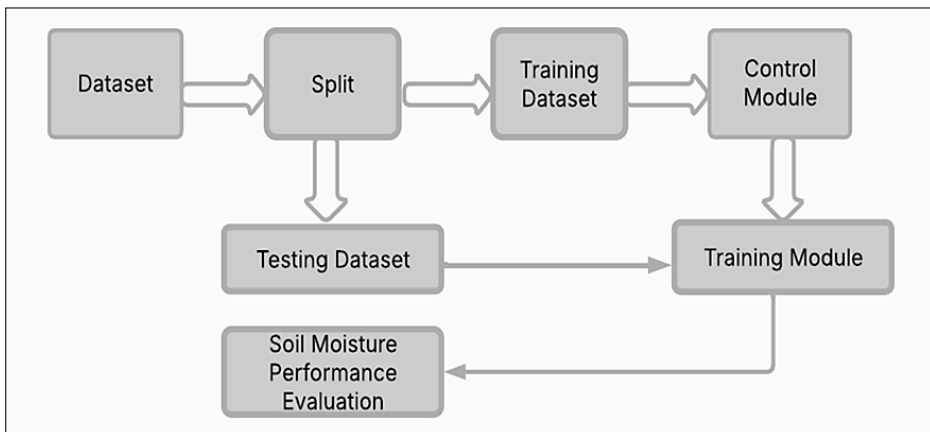 Dataset
Split
Training
Dataset
Control
Module
Testing Dataset
Training Module
Soil Moisture
Performance
Evaluation